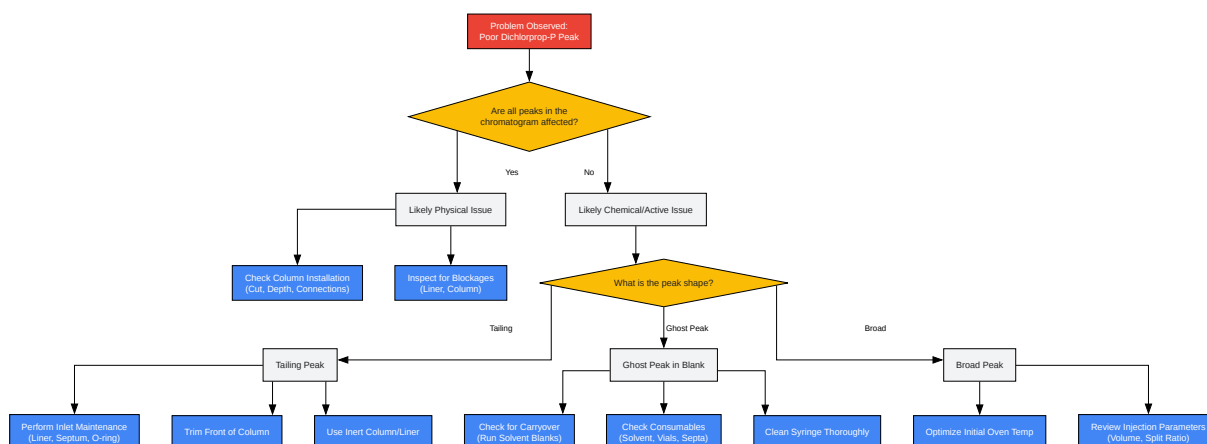 Problem Observed:
Poor Dichlorprop-P Peak
Are all peaks in the
chromatogram affected?
Yes
No
Likely Physical Issue
Likely Chemical/Active Issue
Check Column Installation
(Cut, Depth, Connections)
Inspect for Blockages
(Liner, Column)
What is the peak shape?
Tailing
Ghost Peak
Broad
Tailing Peak
Ghost Peak in Blank
Broad Peak
Perform Inlet Maintenance
(Liner, Septum, O-ring)
Trim Front of Column
Use Inert Column/Liner
Check for Carryover
(Run Solvent Blanks)
Check Consumables
(Solvent, Vials, Septa)
Clean Syringe Thoroughly
Optimize Initial Oven Temp
Review Injection Parameters
(Volume, Split Ratio)